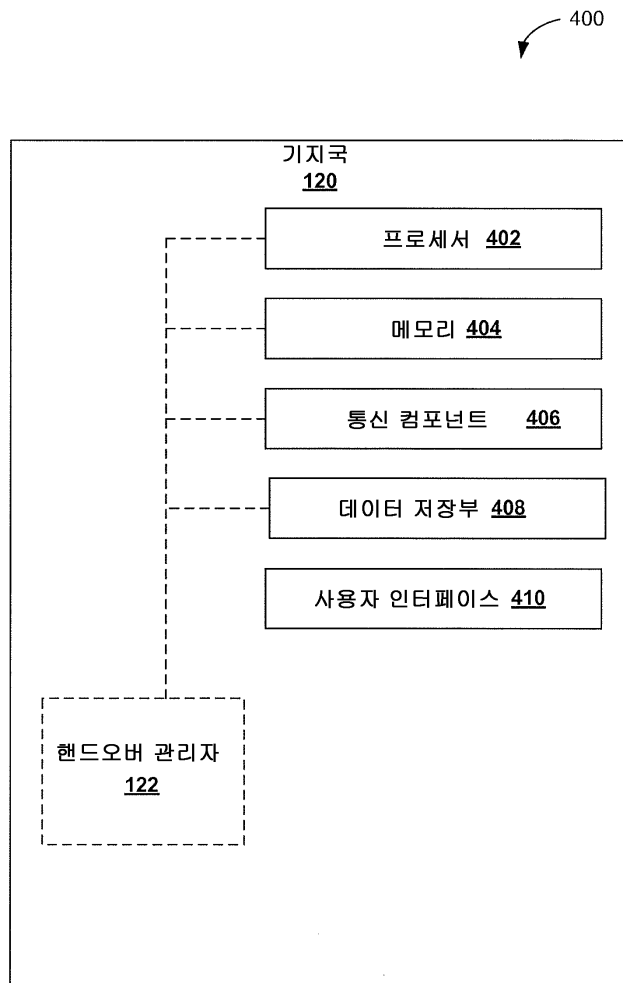 400
기지국
120
프로세서 402
메모리 404
통신 컴포넌트 406
데이터 저장부 408
사용자 인터페이스 410
핸드오버 관리자
122